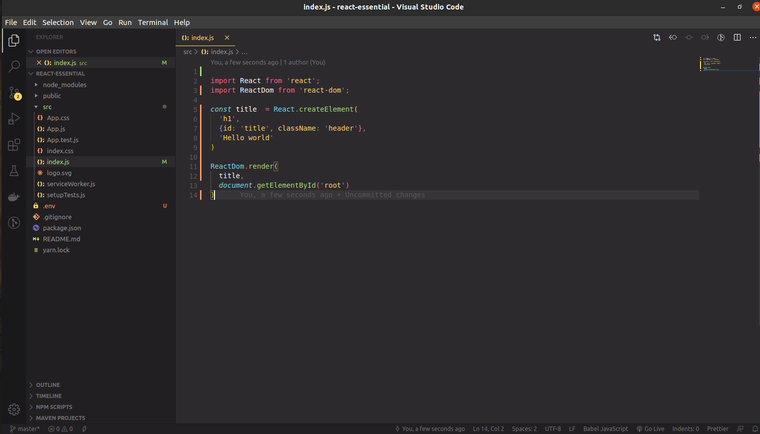 index.js - react-essential - Visual Studio Code
File Edit Selection View Go Run Terminal Help
EXPLORER
index.js
OPEN EDITORS
index.js src M
REACT-ESSENTIAL
node_modules
public
src
App.css
App.js
App.test.js
index.css
index.js M
logo.svg
serviceWorker.js
setupTests.js
.env U
.gitignore
package.json
README.md
yarn.lock
OUTLINE
TIMELINE
NPM SCRIPTS
MAVEN PROJECTS
2
src > index.js > ...
You, a few seconds ago | 1 author (You)
1
2 import React from 'react';
3 import ReactDom from 'react-dom';
4
5 const title = React.createElement(
6 'h1',
7 {id: 'title', className: 'header'},
8 'Hello world'
9 )
10
11 ReactDom.render(
12 title,
13 document.getElementById('root')
14 ) You, a few seconds ago • Uncommitted changes
master* 0 0 You, a few seconds ago Ln 14, Col 2 Spaces: 2 UTF-8 LF Babel JavaScript Go Live Indents: 0 Prettier